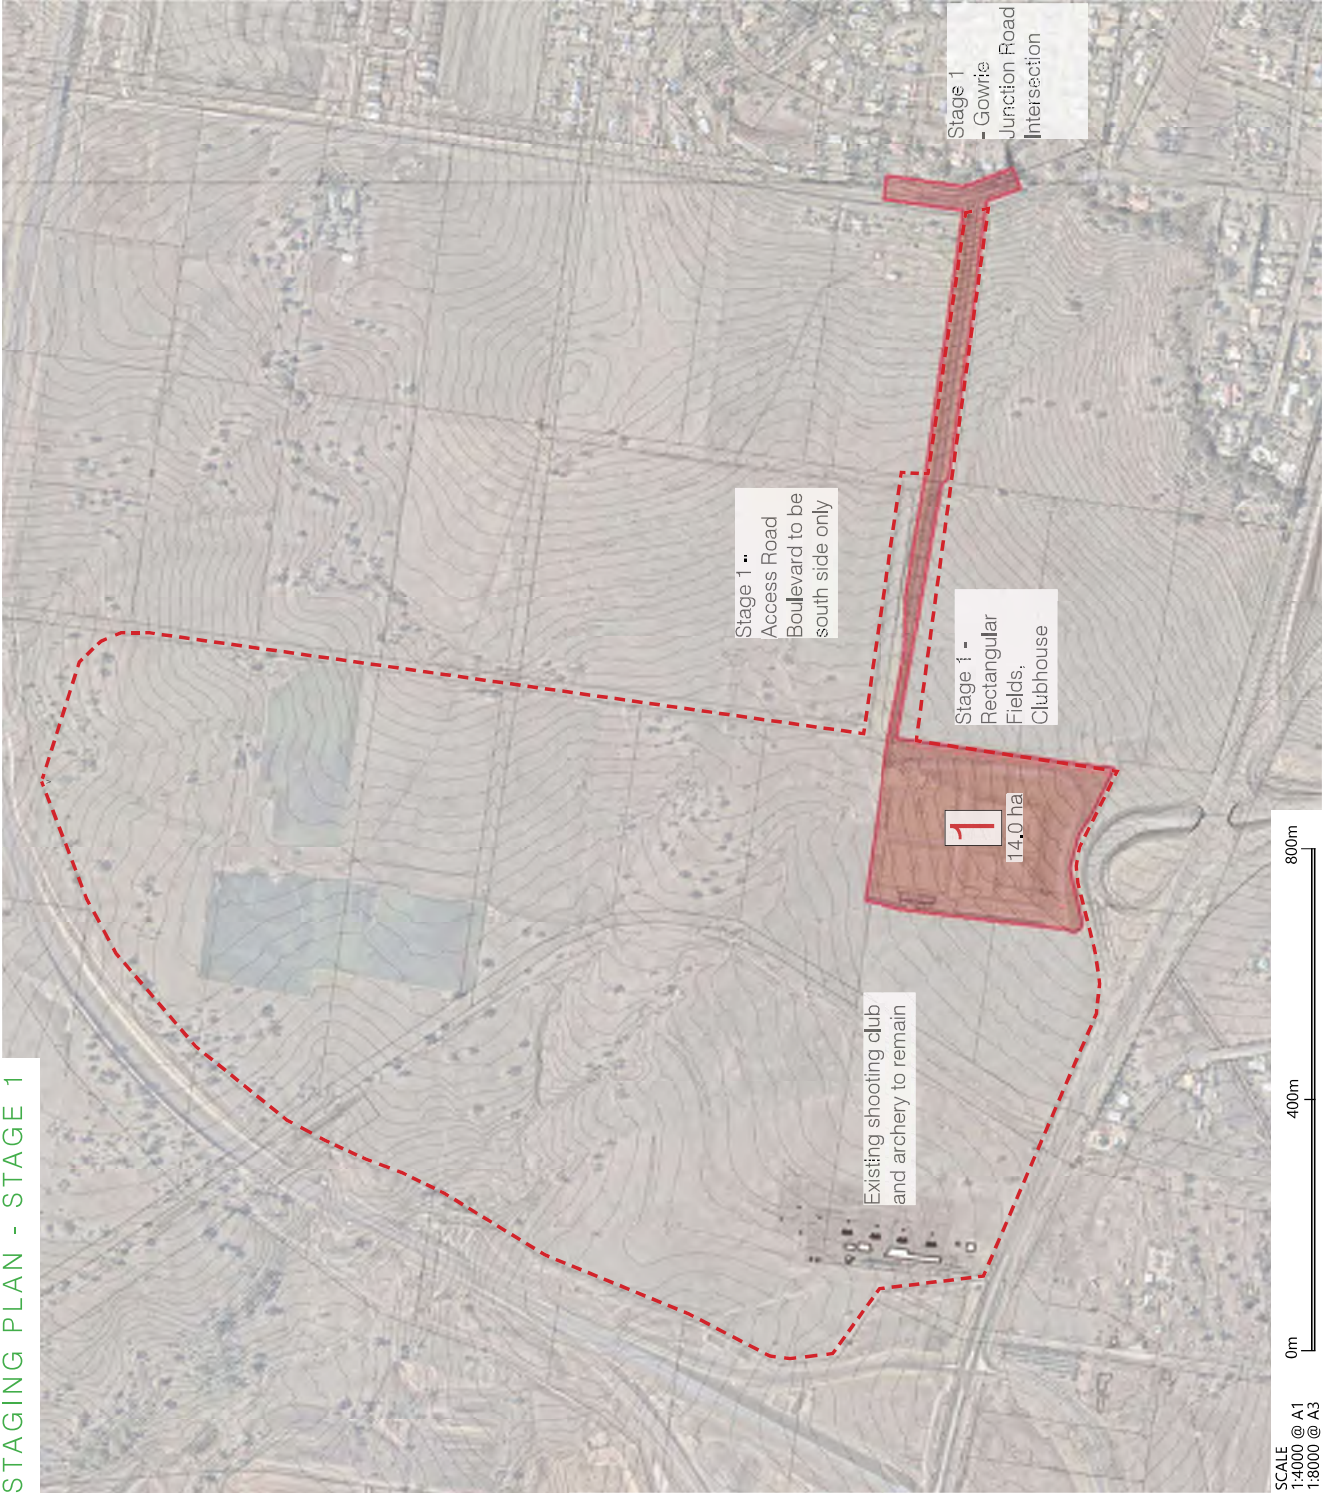 STAGING PLAN - STAGE 1
Stage 1
- Gowrie
Junction Road
Intersection
Stage 1 -
Access Road
Boulevard to be
south side only
Stage 1 -
Rectangular
Fields,
Clubhouse
1
14.0 ha
Existing shooting club
and archery to remain
SCALE
1:4000 @ A1
1:8000 @ A3
0m
400m
800m